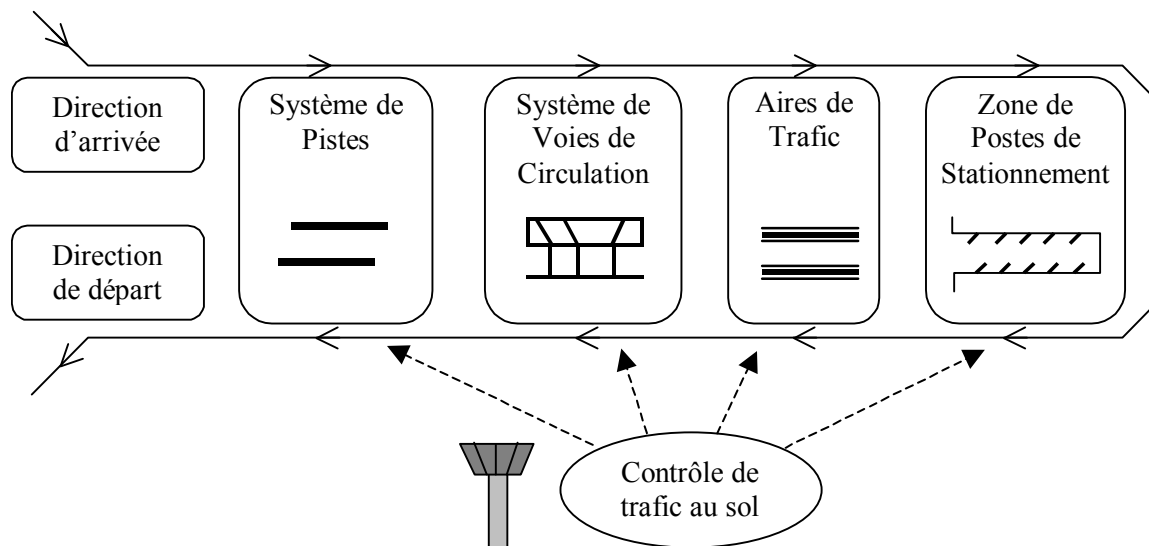 Direction
d’arrivée
Système de
Pistes
Système de
Voies de
Circulation
Aires de
Trafic
Zone de
Postes de
Stationnement
Direction
de départ
Contrôle de
trafic au sol